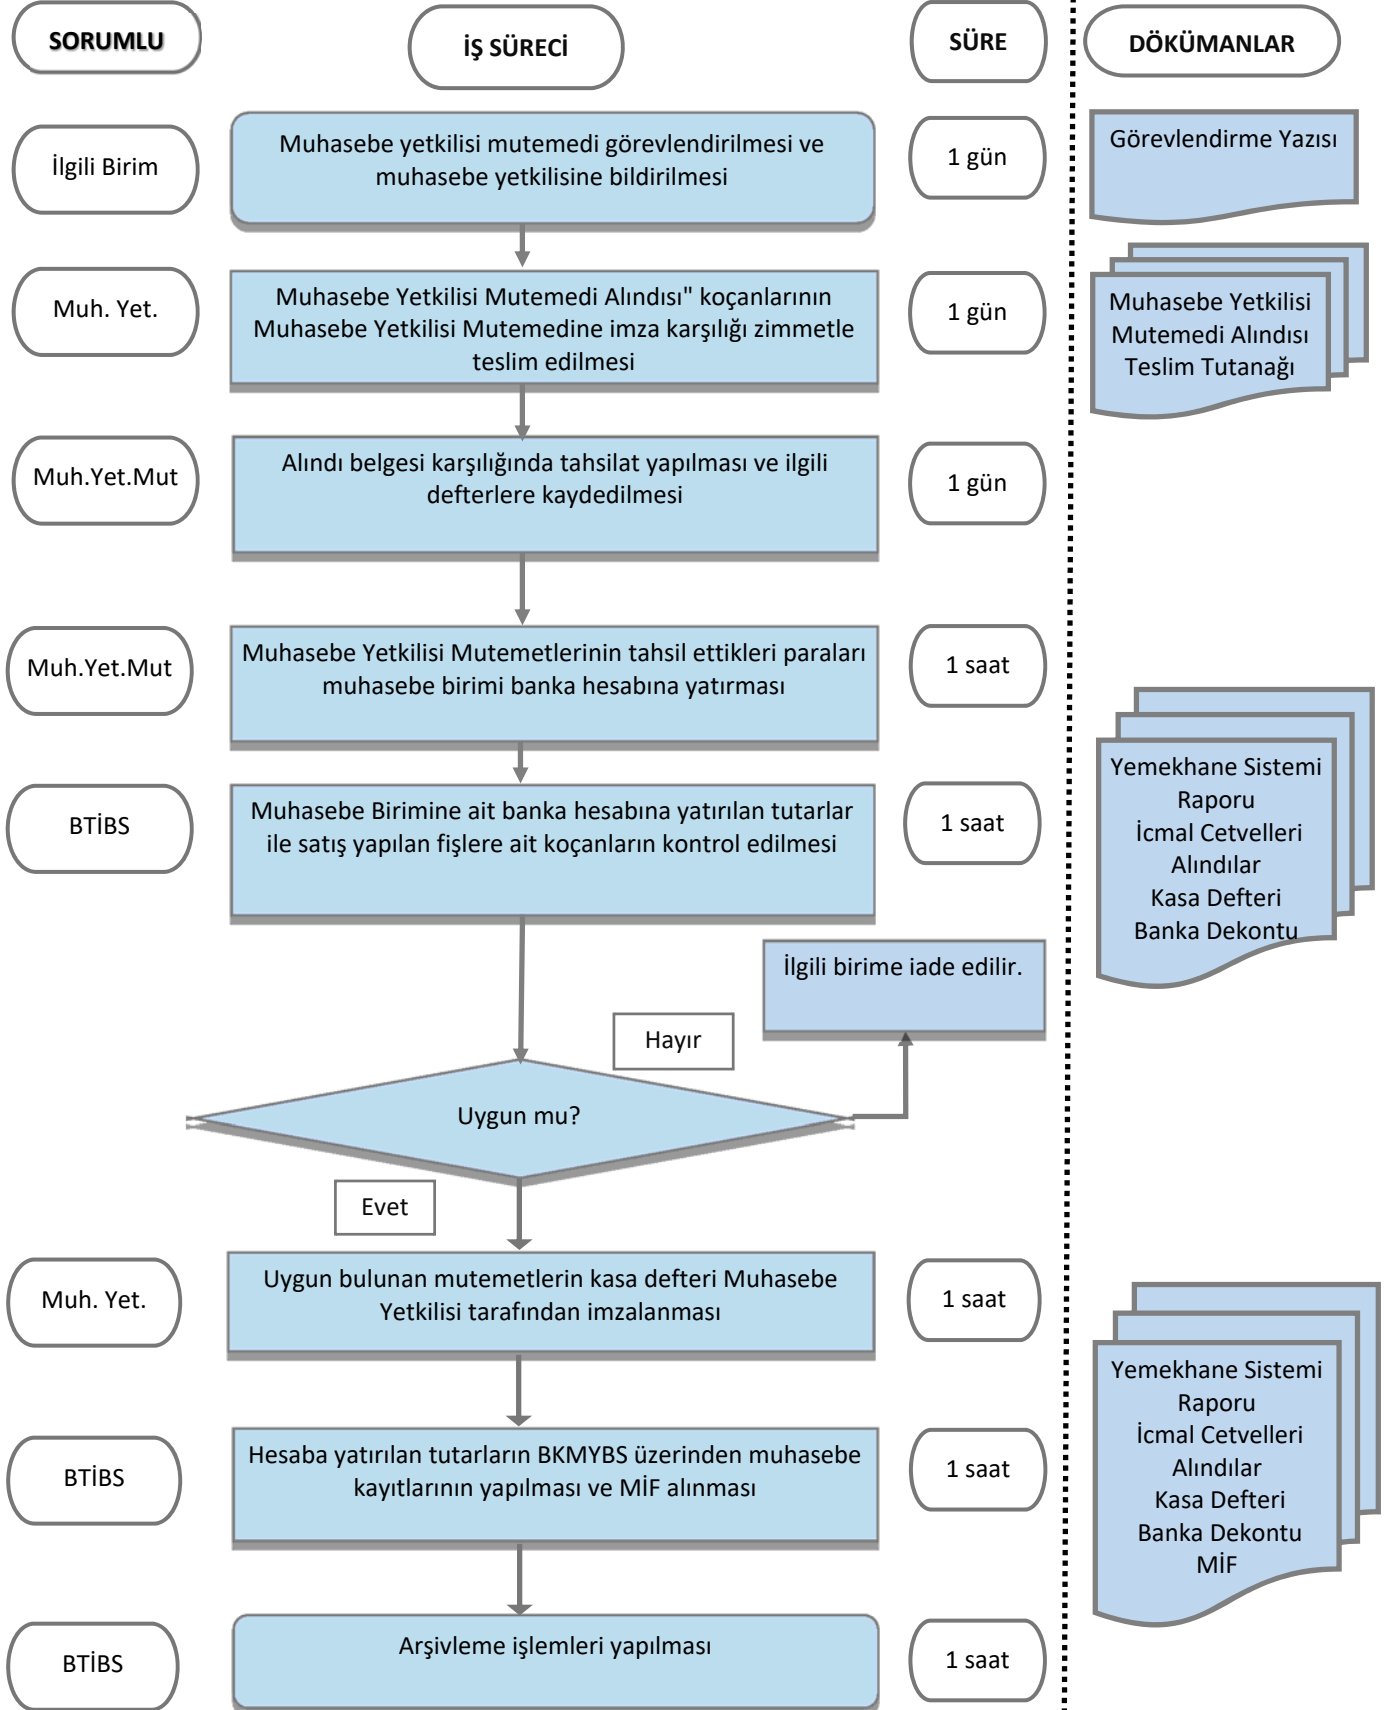 SORUMLU
İŞ SÜRECİ
SÜRE
DÖKÜMANLAR
İlgili Birim
Muhasebe yetkilisi mutemedi görevlendirilmesi ve
muhasebe yetkilisine bildirilmesi
1 gün
Görevlendirme Yazısı
Muh. Yet.
Muhasebe Yetkilisi Mutemedi Alındısı" koçanlarının
Muhasebe Yetkilisi Mutemedine imza karşılığı zimmetle
teslim edilmesi
1 gün
Muhasebe Yetkilisi
Mutemedi Alındısı
Teslim Tutanağı
Muh.Yet.Mut
Alındı belgesi karşılığında tahsilat yapılması ve ilgili
defterlere kaydedilmesi
1 gün
Muh.Yet.Mut
Muhasebe Yetkilisi Mutemetlerinin tahsil ettikleri paraları
muhasebe birimi banka hesabına yatırması
1 saat
BTİBS
Muhasebe Birimine ait banka hesabına yatırılan tutarlar
ile satış yapılan fişlere ait koçanların kontrol edilmesi
1 saat
Yemekhane Sistemi
Raporu
İcmal Cetvelleri
Alındılar
Kasa Defteri
Banka Dekontu
İlgili birime iade edilir.
Hayır
Uygun mu?
Evet
Muh. Yet.
Uygun bulunan mutemetlerin kasa defteri Muhasebe
Yetkilisi tarafından imzalanması
1 saat
BTİBS
Hesaba yatırılan tutarların BKMYBS üzerinden muhasebe
kayıtlarının yapılması ve MİF alınması
1 saat
Yemekhane Sistemi
Raporu
İcmal Cetvelleri
Alındılar
Kasa Defteri
Banka Dekontu
MİF
BTİBS
Arşivleme işlemleri yapılması
1 saat